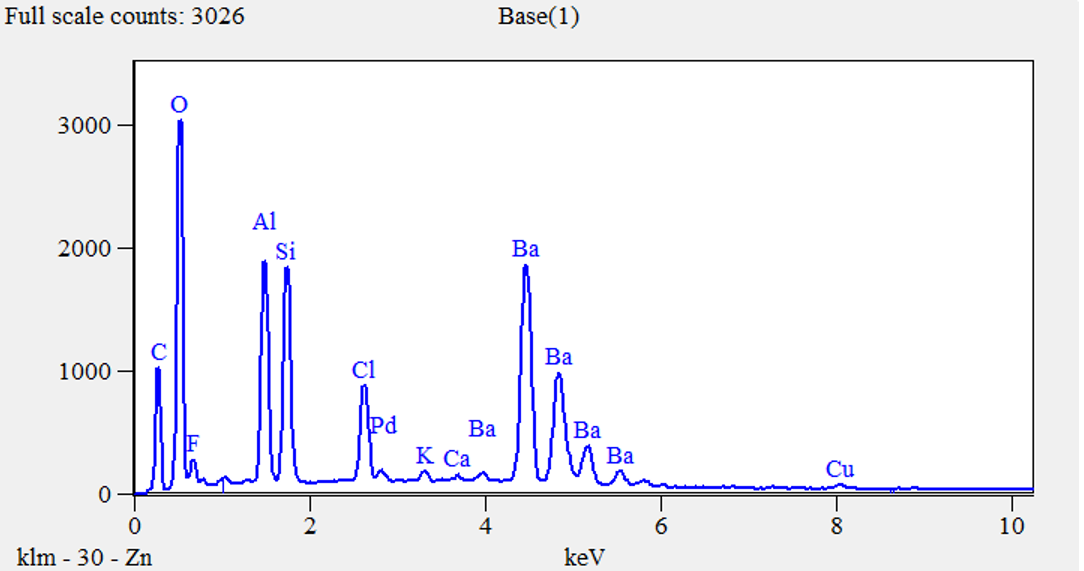 Full scale counts: 3026 Base(1)
O
3000
Al
2000
Si
Ba
C
Ba
1000
Cl
F
Pd
Ba
Ba
K
Ca
Ba
Cu
0
0 2 4 6 8 10
klm - 30 - Zn keV